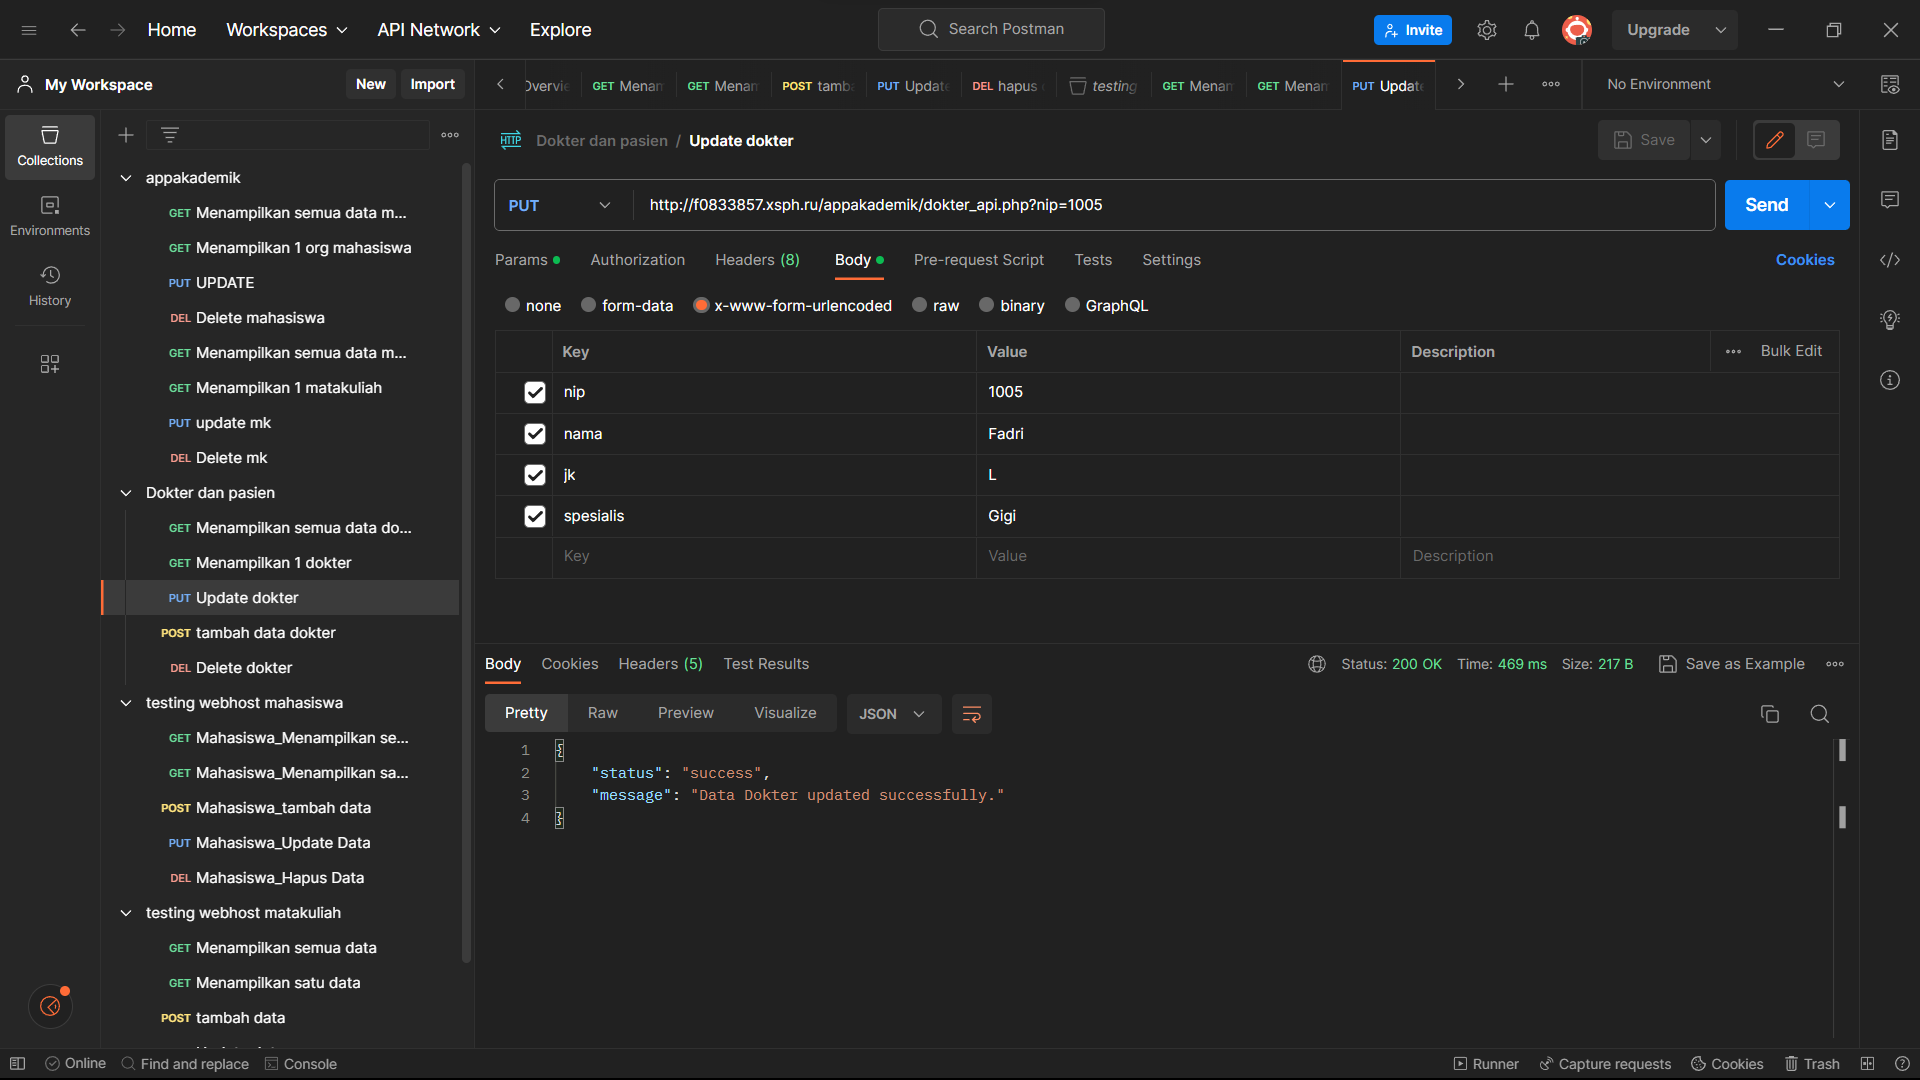 Home Workspaces API Network Explore Search Postman Invite Upgrade
My Workspace New Import
Overvie GET Menam GET Menam POST tamba PUT Update DEL hapus testing GET Menam GET Menam PUT Update No Environment
Collections
Environments
History
appakademik
GET Menampilkan semua data m...
GET Menampilkan 1 org mahasiswa
PUT UPDATE
DEL Delete mahasiswa
GET Menampilkan semua data m...
GET Menampilkan 1 matakuliah
PUT update mk
DEL Delete mk
Dokter dan pasien
GET Menampilkan semua data do...
GET Menampilkan 1 dokter
PUT Update dokter
POST tambah data dokter
DEL Delete dokter
testing webhost mahasiswa
GET Mahasiswa_Menampilkan se...
GET Mahasiswa_Menampilkan sa...
POST Mahasiswa_tambah data
PUT Mahasiswa_Update Data
DEL Mahasiswa_Hapus Data
testing webhost matakuliah
GET Menampilkan semua data
GET Menampilkan satu data
POST tambah data
HTTP Dokter dan pasien / Update dokter Save
PUT http://f0833857.xsph.ru/appakademik/dokter_api.php?nip=1005 Send
Params Authorization Headers (8) Body Pre-request Script Tests Settings Cookies
none form-data x-www-form-urlencoded raw binary GraphQL
Key Value Description Bulk Edit
nip 1005
nama Fadri
jk L
spesialis Gigi
Key Value Description
Body Cookies Headers (5) Test Results Status: 200 OK Time: 469 ms Size: 217 B Save as Example
Pretty Raw Preview Visualize JSON
1 {
2 "status": "success",
3 "message": "Data Dokter updated successfully."
4 }
Online Find and replace Console Runner Capture requests Cookies Trash